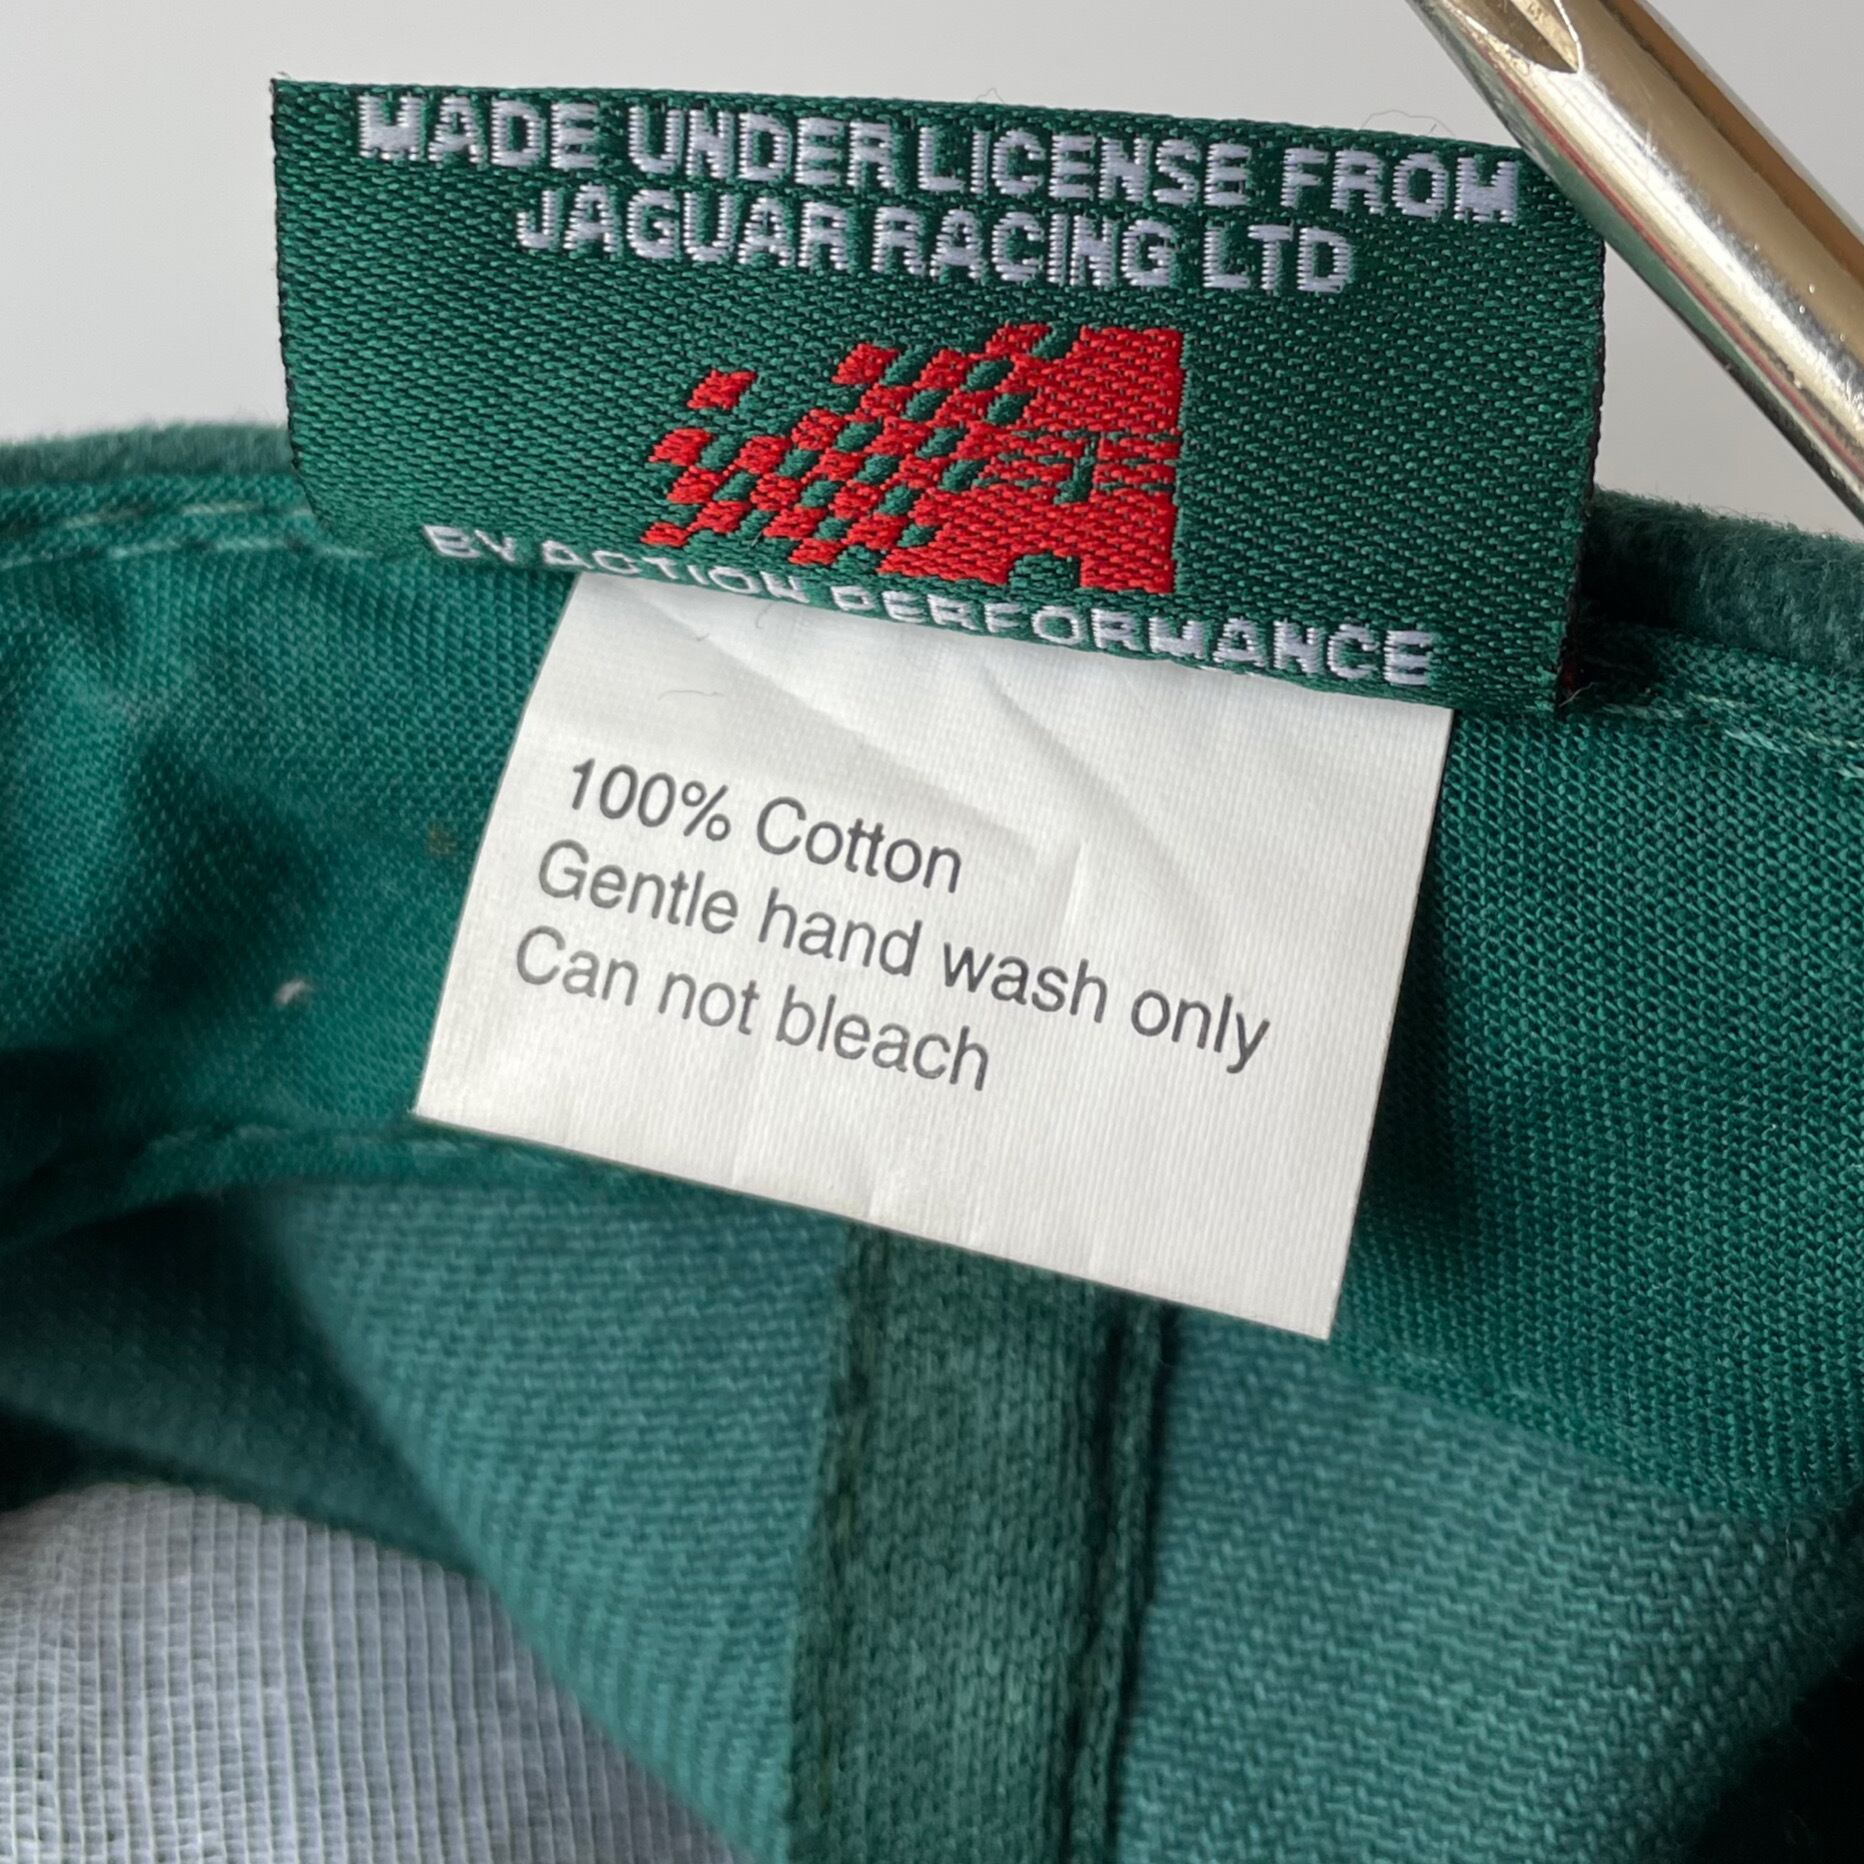 MADE UNDER LICENSE FROM
JAGUAR RACING LTD
BY ACTION PERFORMANCE
100% Cotton
Gentle hand wash only
Can not bleach